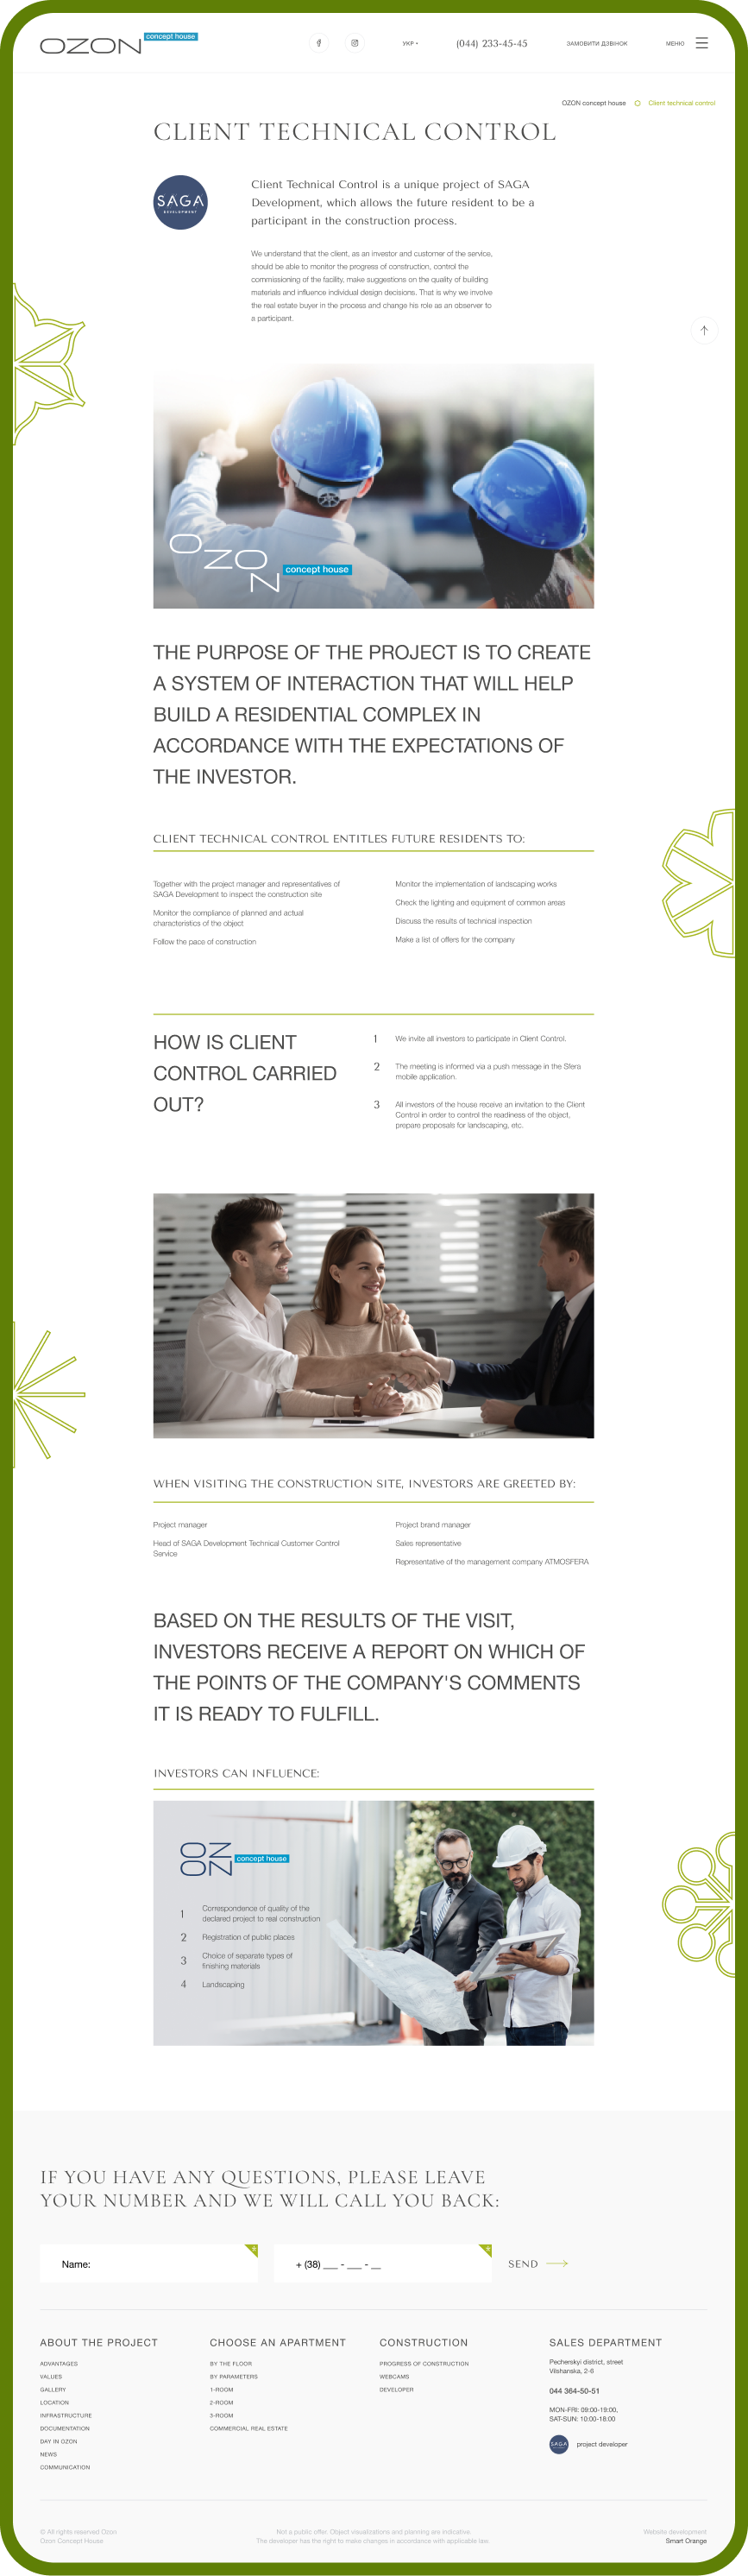 OZON concept house
УКР
(044) 233-45-45
ЗАМОВИТИ ДЗВІНОК
МЕНЮ
OZON concept house
Client technical control
CLIENT TECHNICAL CONTROL
SAGA
DEVELOPMENT
Client Technical Control is a unique project of SAGA
Development, which allows the future resident to be a
participant in the construction process.
We understand that the client, as an investor and customer of the service,
should be able to monitor the progress of construction, control the
commissioning of the facility, make suggestions on the quality of building
materials and influence individual design decisions. That is why we involve
the real estate buyer in the process and change his role as an observer to
a participant.
OZON concept house
THE PURPOSE OF THE PROJECT IS TO CREATE
A SYSTEM OF INTERACTION THAT WILL HELP
BUILD A RESIDENTIAL COMPLEX IN
ACCORDANCE WITH THE EXPECTATIONS OF
THE INVESTOR.
CLIENT TECHNICAL CONTROL ENTITLES FUTURE RESIDENTS TO:
Together with the project manager and representatives of
SAGA Development to inspect the construction site
Monitor the compliance of planned and actual
characteristics of the object
Follow the pace of construction
Monitor the implementation of landscaping works
Check the lighting and equipment of common areas
Discuss the results of technical inspection
Make a list of offers for the company
HOW IS CLIENT
CONTROL CARRIED
OUT?
1 We invite all investors to participate in Client Control.
2 The meeting is informed via a push message in the Sfera
mobile application.
3 All investors of the house receive an invitation to the Client
Control in order to control the readiness of the object,
prepare proposals for landscaping, etc.
WHEN VISITING THE CONSTRUCTION SITE, INVESTORS ARE GREETED BY:
Project manager
Head of SAGA Development Technical Customer Control
Service
Project brand manager
Sales representative
Representative of the management company ATMOSFERA
BASED ON THE RESULTS OF THE VISIT,
INVESTORS RECEIVE A REPORT ON WHICH OF
THE POINTS OF THE COMPANY'S COMMENTS
IT IS READY TO FULFILL.
INVESTORS CAN INFLUENCE:
OZON concept house
1 Correspondence of quality of the
declared project to real construction
2 Registration of public places
3 Choice of separate types of
finishing materials
4 Landscaping
IF YOU HAVE ANY QUESTIONS, PLEASE LEAVE
YOUR NUMBER AND WE WILL CALL YOU BACK:
Name:
+ (38) ___ - ___ - __
SEND
ABOUT THE PROJECT
ADVANTAGES
VALUES
GALLERY
LOCATION
INFRASTRUCTURE
DOCUMENTATION
DAY IN OZON
NEWS
COMMUNICATION
CHOOSE AN APARTMENT
BY THE FLOOR
BY PARAMETERS
1-ROOM
2-ROOM
3-ROOM
COMMERCIAL REAL ESTATE
CONSTRUCTION
PROGRESS OF CONSTRUCTION
WEBCAMS
DEVELOPER
SALES DEPARTMENT
Pecherskyi district, street
Vilshanska, 2-6
044 364-50-51
MON-FRI: 09:00-19:00,
SAT-SUN: 10:00-18:00
SAGA
project developer
© All rights reserved Ozon
Ozon Concept House
Not a public offer. Object visualizations and planning are indicative.
The developer has the right to make changes in accordance with applicable law.
Website development
Smart Orange